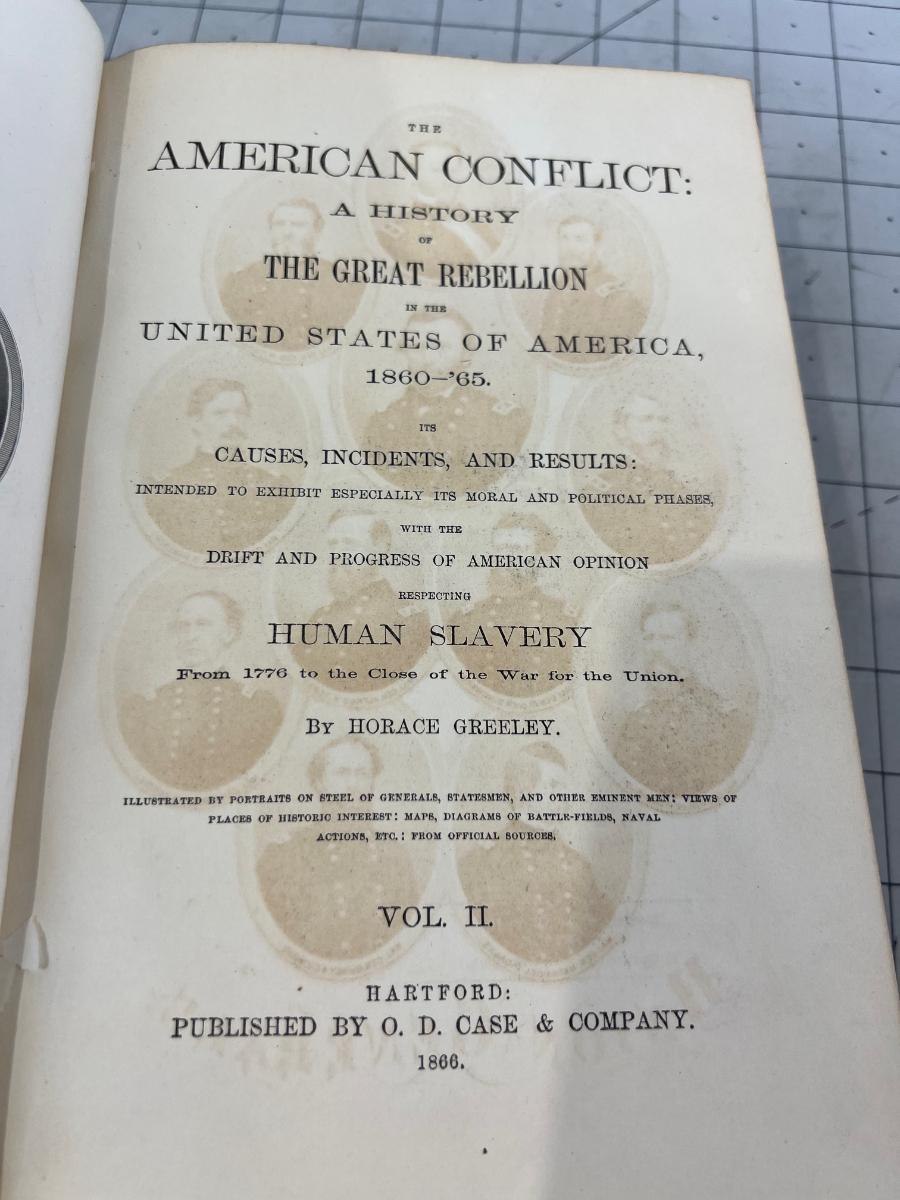 THE
AMERICAN CONFLICT:
A HISTORY
OF
THE GREAT REBELLION
IN THE
UNITED STATES OF AMERICA,
1860–'65.
ITS
CAUSES, INCIDENTS, AND RESULTS:
INTENDED TO EXHIBIT ESPECIALLY ITS MORAL AND POLITICAL PHASES,
WITH THE
DRIFT AND PROGRESS OF AMERICAN OPINION
RESPECTING
HUMAN SLAVERY
From 1776 to the Close of the War for the Union.
By HORACE GREELEY.
ILLUSTRATED BY PORTRAITS ON STEEL OF GENERALS, STATESMEN, AND OTHER EMINENT MEN: VIEWS OF
PLACES OF HISTORIC INTEREST: MAPS, DIAGRAMS OF BATTLE-FIELDS, NAVAL
ACTIONS, ETC.: FROM OFFICIAL SOURCES.
VOL. II.
HARTFORD:
PUBLISHED BY O. D. CASE & COMPANY.
1866.